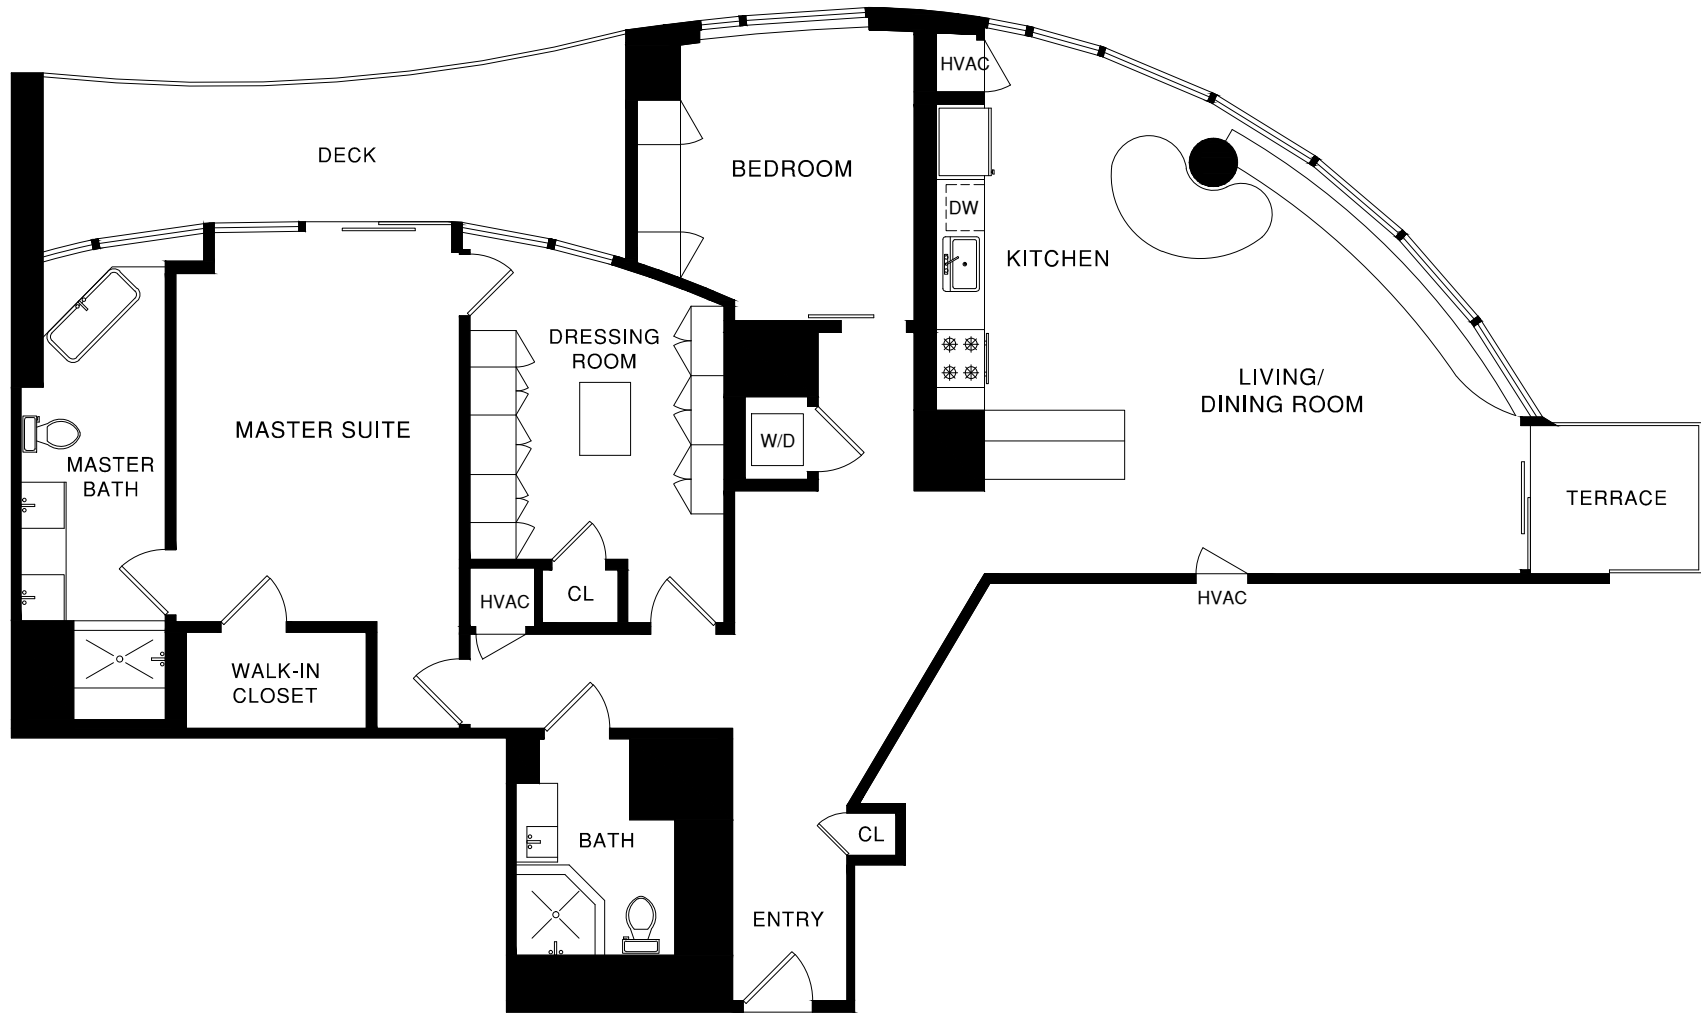 HVAC
DECK
BEDROOM
DW
KITCHEN
DRESSING
ROOM
LIVING/
DINING ROOM
MASTER SUITE
W/D
MASTER
BATH
TERRACE
HVAC
CL
HVAC
WALK-IN
CLOSET
BATH
CL
ENTRY